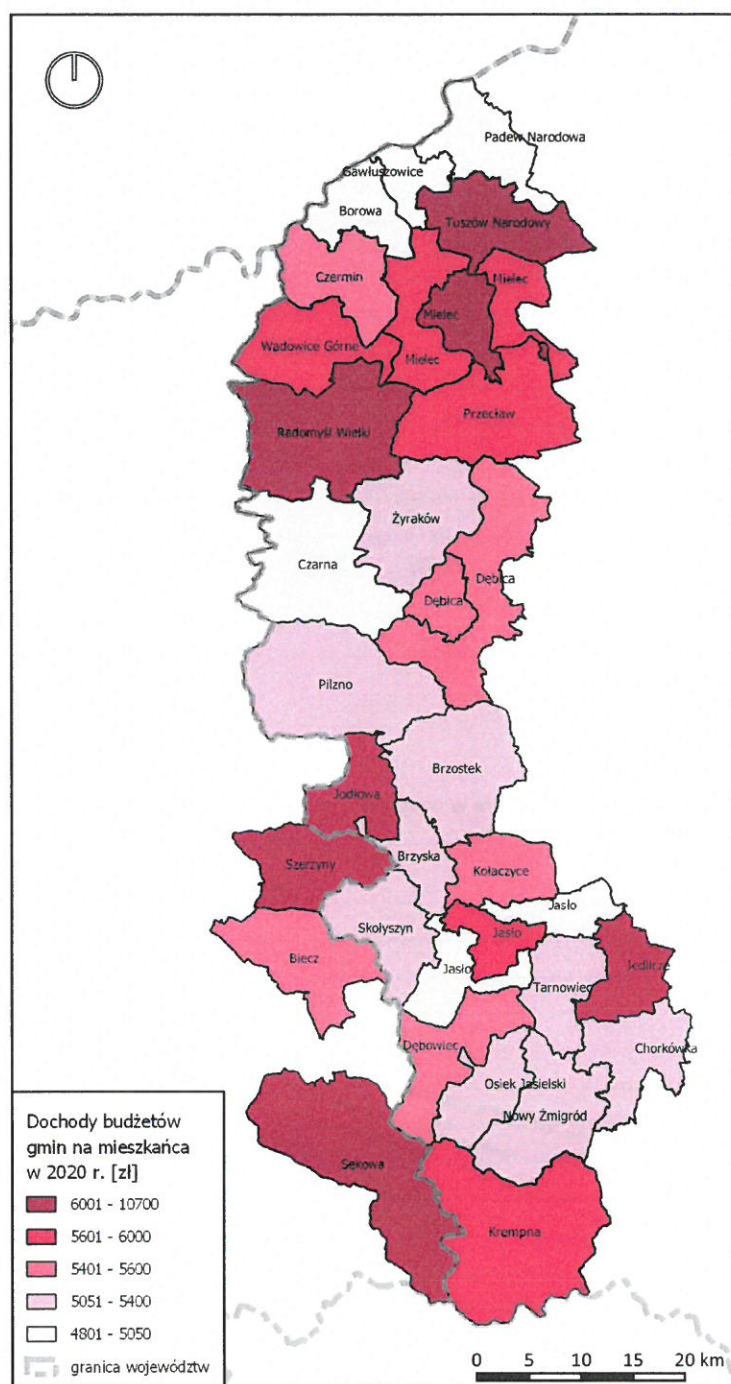 Padew Narodowa
Gawłuszowice
Borowa
Tuszów Narodowy
Czermin
Mielec
Mielec
Wadowice Górne
Mielec
Przecław
Radomyśl Wielki
Żyraków
Czarna
Dębica
Dębica
Pilzno
Brzostek
Jodłowa
Brzyska
Szerzyny
Kołaczyce
Jasło
Skołyszyn
Jasło
Biecz
Jasło
Jedlicze
Tarnowiec
Dębowiec
Chorkówka
Osiek Jasielski
Nowy Żmigród
Sękowa
Krempna
Dochody budżetów
gmin na mieszkańca
w 2020 r. [zł]
6001 - 10700
5601 - 6000
5401 - 5600
5051 - 5400
4801 - 5050
granica województw
0 5 10 15 20 km